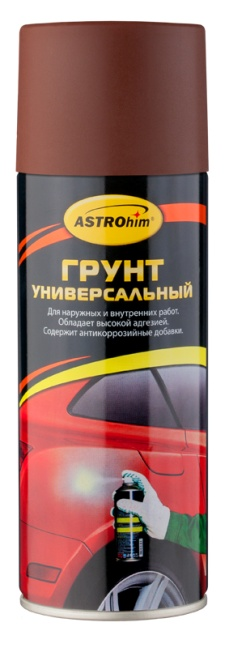 ASTROhim®
ГРУНТ
УНИВЕРСАЛЬНЫЙ
Для наружных и внутренних работ.
Обладает высокой адгезией.
Содержит антикоррозийные добавки.